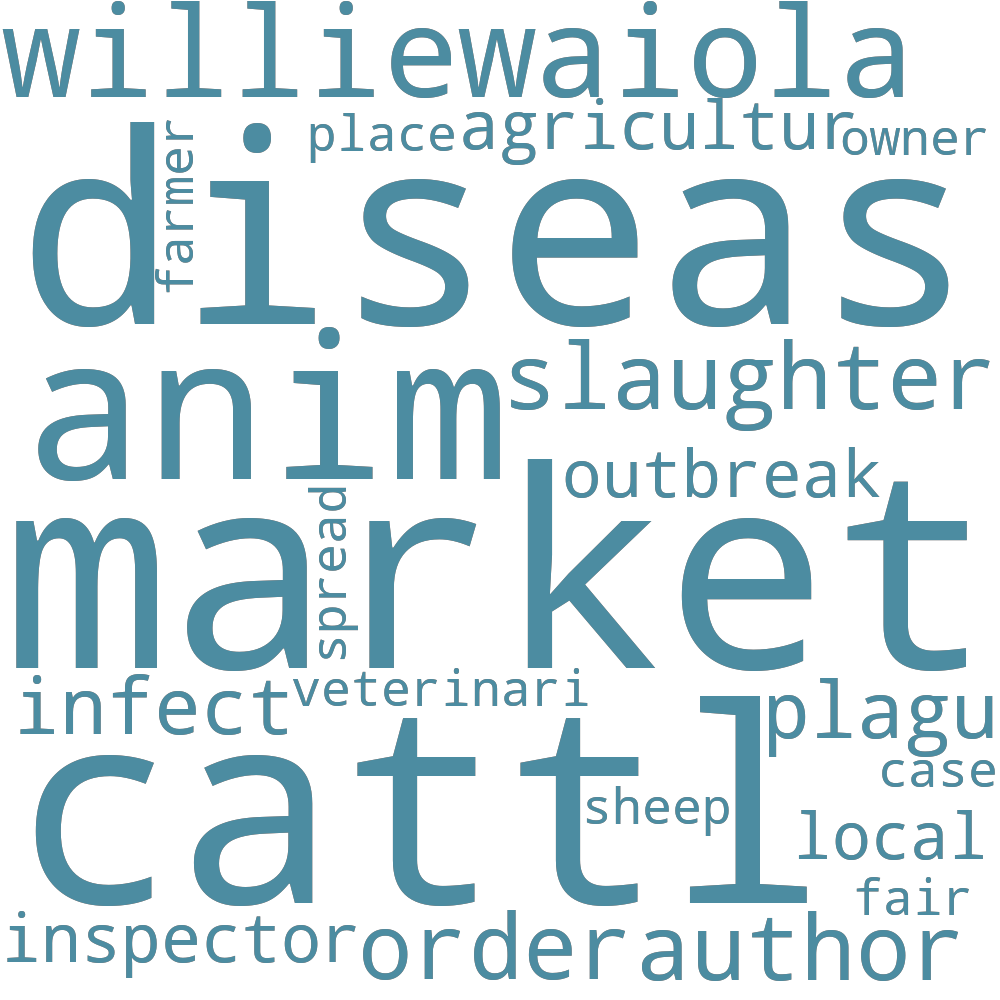 williewaiola
place agricultur owner
farmer
diseas
anim slaughter
outbreak
market
spread
infect veterinari plagu
case
cattl
sheep local
fair
inspector order author